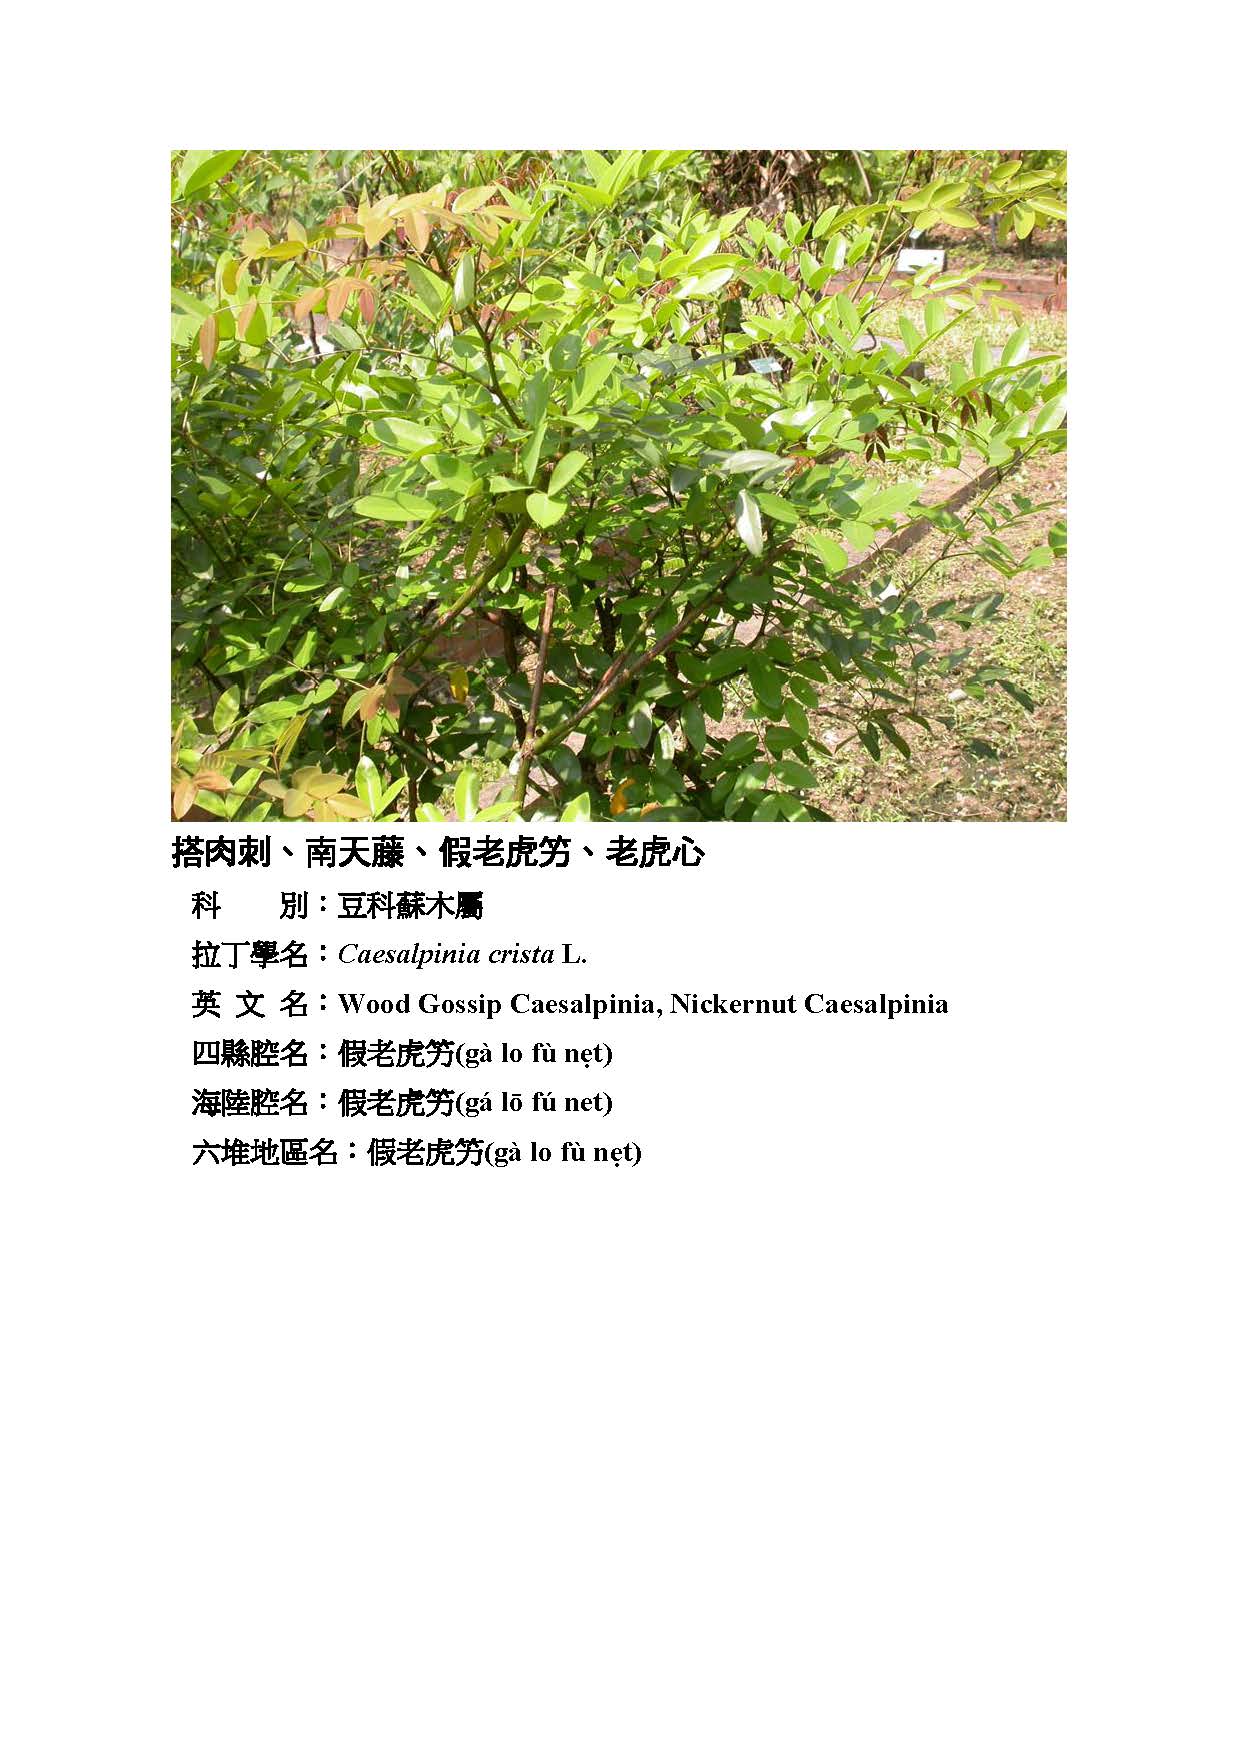 搭肉刺、南天藤、假老虎竻、老虎心
科　　別：豆科蘇木屬
拉丁學名：Caesalpinia crista L.
英 文 名：Wood Gossip Caesalpinia, Nickernut Caesalpinia
四縣腔名：假老虎竻(gà lo fù nẹt)
海陸腔名：假老虎竻(gá lō fú net)
六堆地區名：假老虎竻(gà lo fù nẹt)